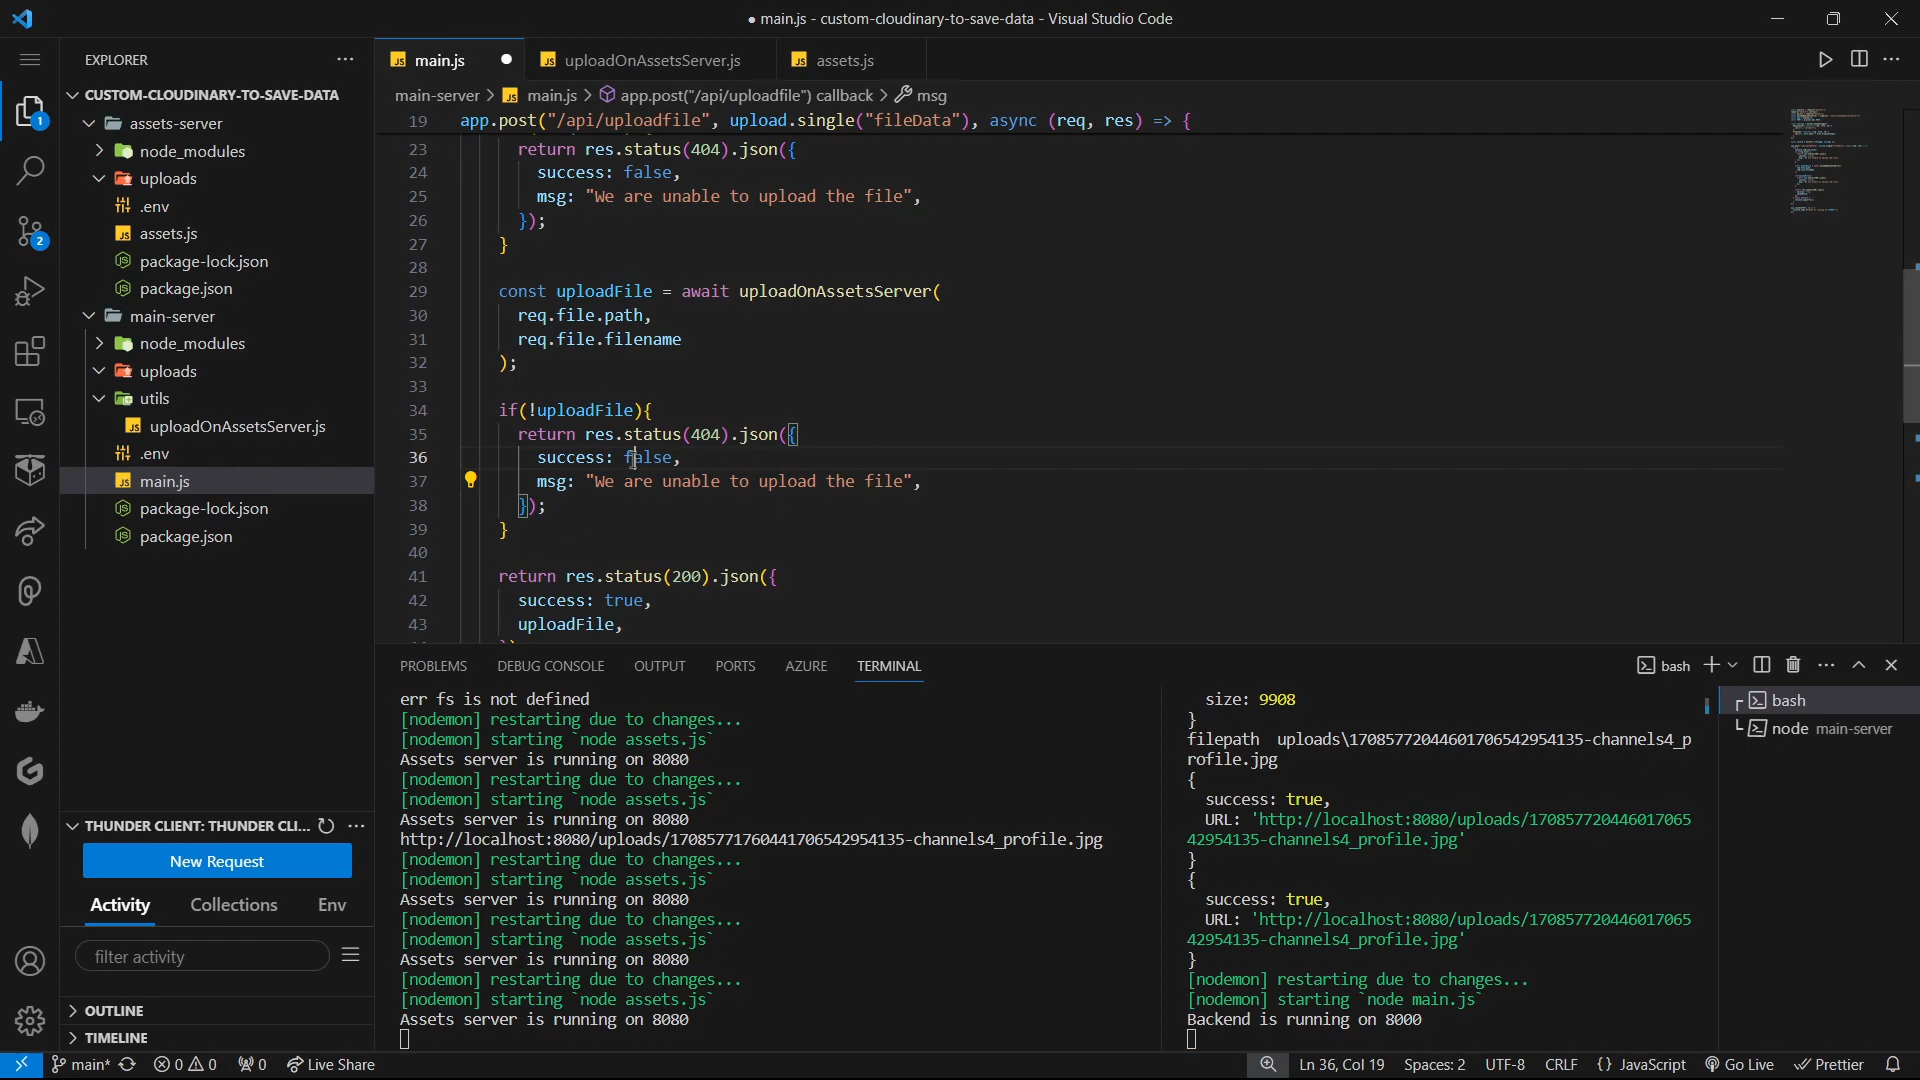 ● main.js - custom-cloudinary-to-save-data - Visual Studio Code
EXPLORER
CUSTOM-CLOUDINARY-TO-SAVE-DATA
assets-server
node_modules
uploads
.env
assets.js
package-lock.json
package.json
main-server
node_modules
uploads
utils
uploadOnAssetsServer.js
.env
main.js
package-lock.json
package.json
1
2
THUNDER CLIENT: THUNDER CLI...
New Request
Activity Collections Env
filter activity
OUTLINE
TIMELINE
main.js uploadOnAssetsServer.js assets.js
main-server > main.js > app.post("/api/uploadfile") callback > msg
19 app.post("/api/uploadfile", upload.single("fileData"), async (req, res) => {
23 return res.status(404).json({
24 success: false,
25 msg: "We are unable to upload the file",
26 });
27 }
28
29 const uploadFile = await uploadOnAssetsServer(
30 req.file.path,
31 req.file.filename
32 );
33
34 if(!uploadFile){
35 return res.status(404).json({
36 success: false,
37 msg: "We are unable to upload the file",
38 });
39 }
40
41 return res.status(200).json({
42 success: true,
43 uploadFile,
PROBLEMS DEBUG CONSOLE OUTPUT PORTS AZURE TERMINAL
bash
err fs is not defined
[nodemon] restarting due to changes...
[nodemon] starting `node assets.js`
Assets server is running on 8080
[nodemon] restarting due to changes...
[nodemon] starting `node assets.js`
Assets server is running on 8080
http://localhost:8080/uploads/17085771760441706542954135-channels4_profile.jpg
[nodemon] restarting due to changes...
[nodemon] starting `node assets.js`
Assets server is running on 8080
[nodemon] restarting due to changes...
[nodemon] starting `node assets.js`
Assets server is running on 8080
[nodemon] restarting due to changes...
[nodemon] starting `node assets.js`
Assets server is running on 8080
size: 9908
}
filepath uploads\17085772044601706542954135-channels4_p
rofile.jpg
{
success: true,
URL: 'http://localhost:8080/uploads/170857720446017065
42954135-channels4_profile.jpg'
}
{
success: true,
URL: 'http://localhost:8080/uploads/170857720446017065
42954135-channels4_profile.jpg'
}
[nodemon] restarting due to changes...
[nodemon] starting `node main.js`
Backend is running on 8000
bash
node main-server
main* 0 0 0 Live Share
Ln 36, Col 19 Spaces: 2 UTF-8 CRLF {} JavaScript Go Live Prettier